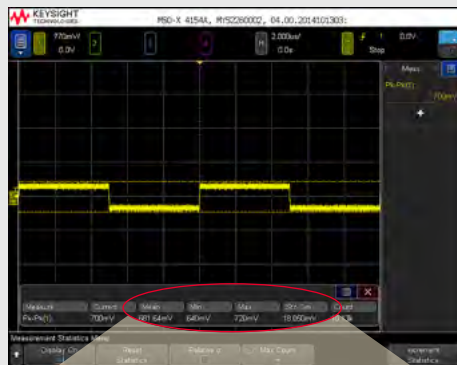 KEYSIGHT
TECHNOLOGIES
MSO-X 4154A, MY52260002, 04.00.2014101303:
770mV/
0.0V
2
H
2.000us/
0.0s
Stop
0.0V
Meas
Pk-Pk(1):
700mV
Measure Current Mean Min Max Std Dev Count
Pk-Pk(1) 700mV 681.64mV 640mV 720mV
Measurement Statistics Menu
Display On
Reset
Statistics
Relative σ
Max Count
Increment
Statistics